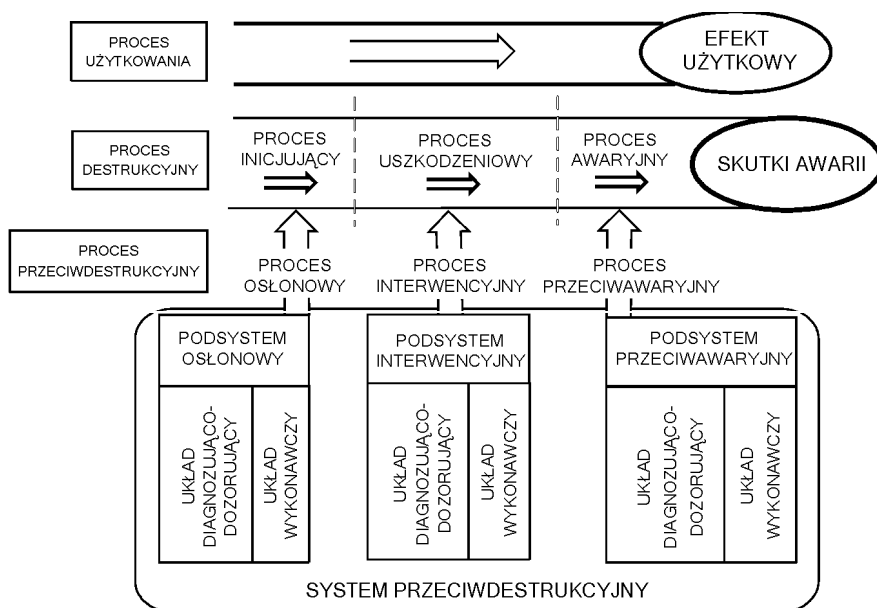 PROCES
UŻYTKOWANIA
EFEKT
UŻYTKOWY
PROCES
DESTRUKCYJNY
PROCES
INICJUJĄCY
PROCES
USZKODZENIOWY
PROCES
AWARYJNY
SKUTKI AWARII
PROCES
PRZECIWDESTRUKCYJNY
PROCES
OSŁONOWY
PROCES
INTERWENCYJNY
PROCES
PRZECIWAWARYJNY
PODSYSTEM
OSŁONOWY
UKŁAD
DIAGNOZUJĄCO-
DOZORUJĄCY
UKŁAD
WYKONAWCZY
PODSYSTEM
INTERWENCYJNY
UKŁAD
DIAGNOZUJĄCO-
DOZORUJĄCY
UKŁAD
WYKONAWCZY
PODSYSTEM
PRZECIWAWARYJNY
UKŁAD
DIAGNOZUJĄCO-
DOZORUJĄCY
UKŁAD
WYKONAWCZY
SYSTEM PRZECIWDESTRUKCYJNY